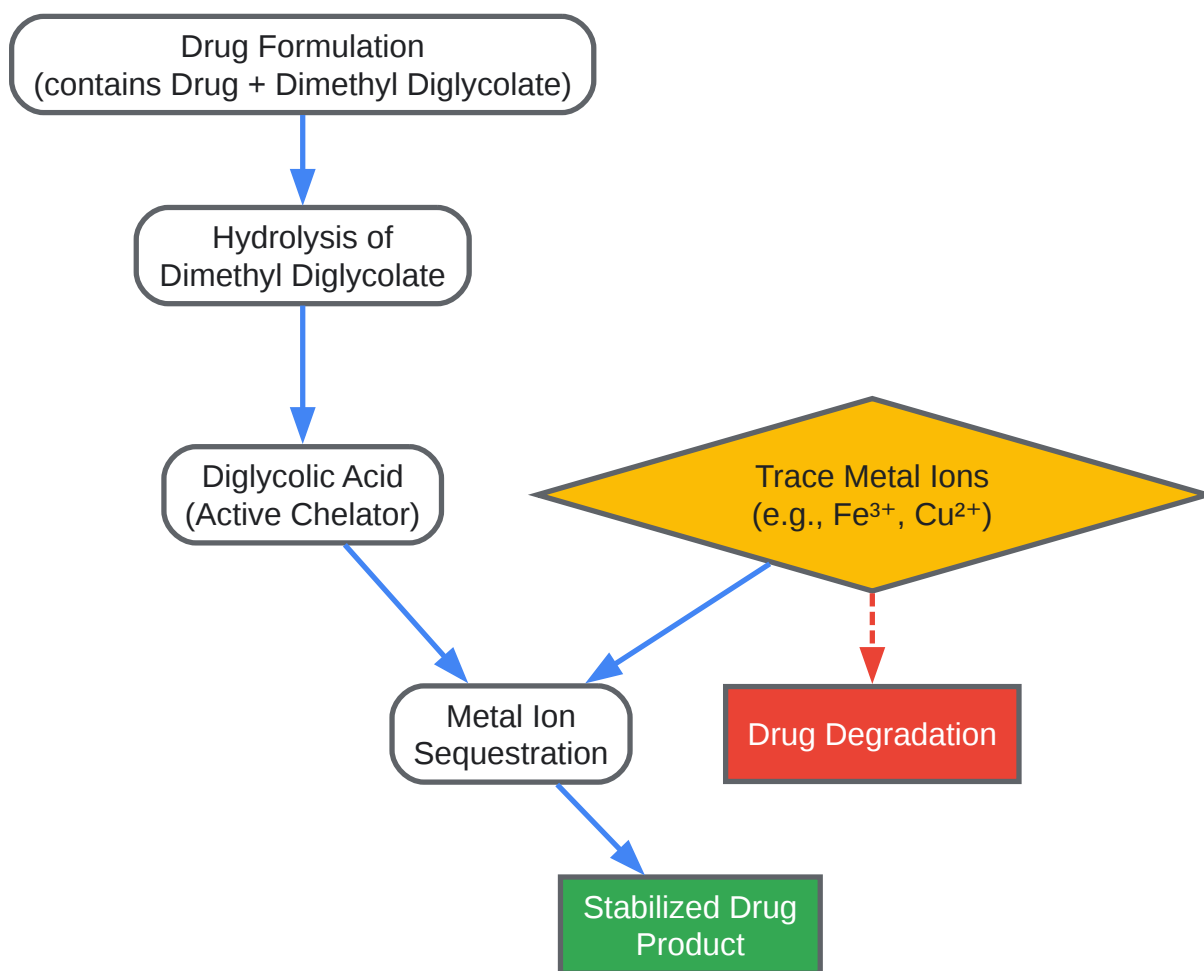 Drug Formulation
(contains Drug + Dimethyl Diglycolate)
Hydrolysis of
Dimethyl Diglycolate
Diglycolic Acid
(Active Chelator)
Trace Metal Ions
(e.g., Fe³⁺, Cu²⁺)
Metal Ion
Sequestration
Drug Degradation
Stabilized Drug
Product